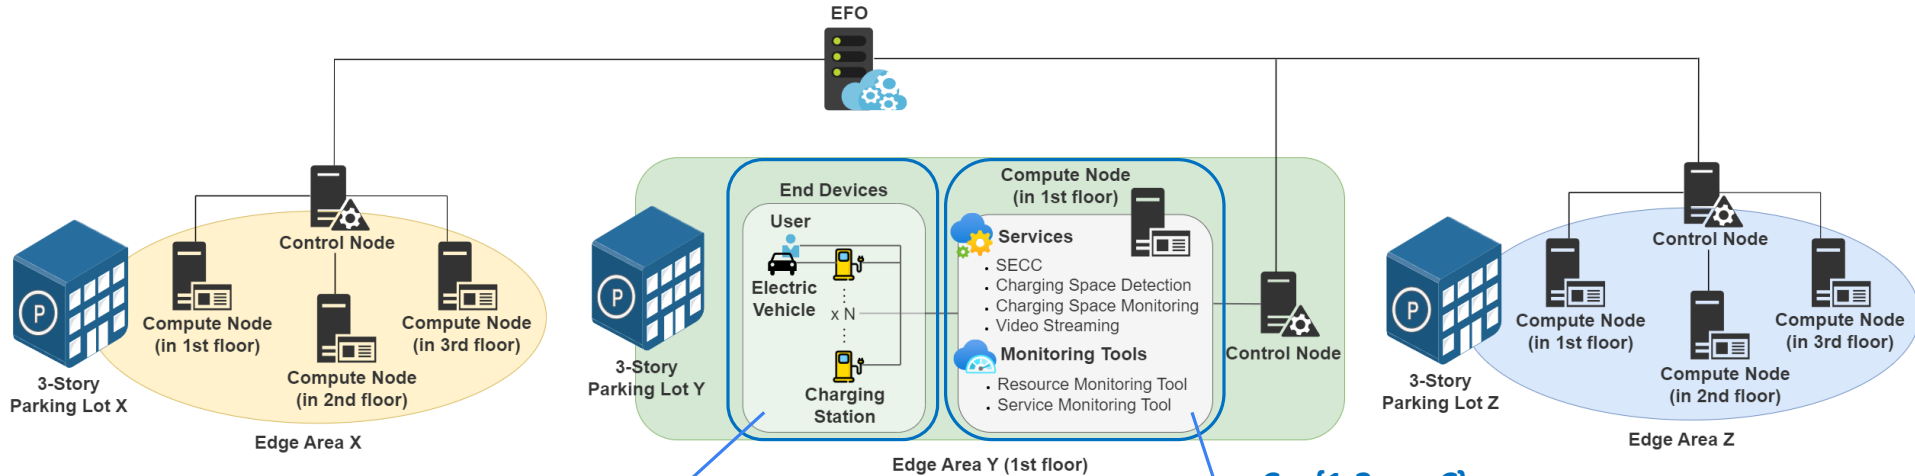 EFO
Control Node
Compute Node
(in 1st floor)
Compute Node
(in 2nd floor)
Compute Node
(in 3rd floor)
P
3-Story
Parking Lot X
Edge Area X
P
3-Story
Parking Lot Y
End Devices
User
Electric
Vehicle
x N
Charging
Station
Compute Node
(in 1st floor)
Services
• SECC
• Charging Space Detection
• Charging Space Monitoring
• Video Streaming
Monitoring Tools
• Resource Monitoring Tool
• Service Monitoring Tool
Control Node
Edge Area Y (1st floor)
P
3-Story
Parking Lot Z
Control Node
Compute Node
(in 1st floor)
Compute Node
(in 2nd floor)
Compute Node
(in 3rd floor)
Edge Area Z